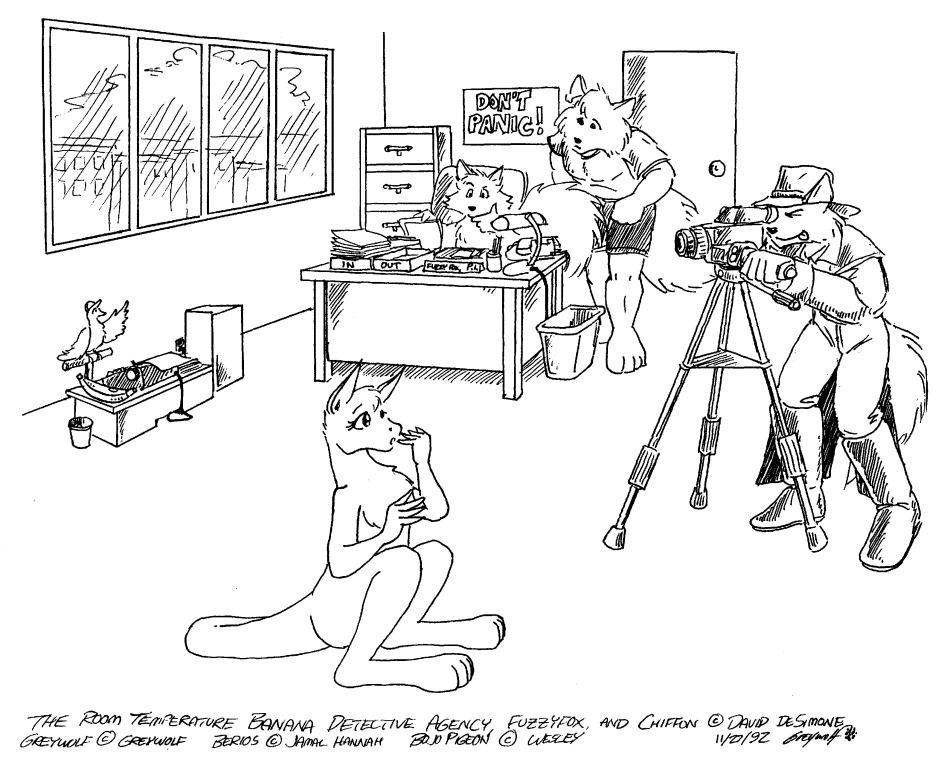 DON'T
PANIC!
IN
OUT
FUZZYFOX, P.I.
THE ROOM TEMPERATURE BANANA DETECTIVE AGENCY, FUZZYFOX, AND CHIFFON © DAVID DESIMONE
GREYWOLF © GREYWOLF BERIOS © JAMAL HANNAH BOJO PIGEON © WESLEY 11/21/92 Greywolf